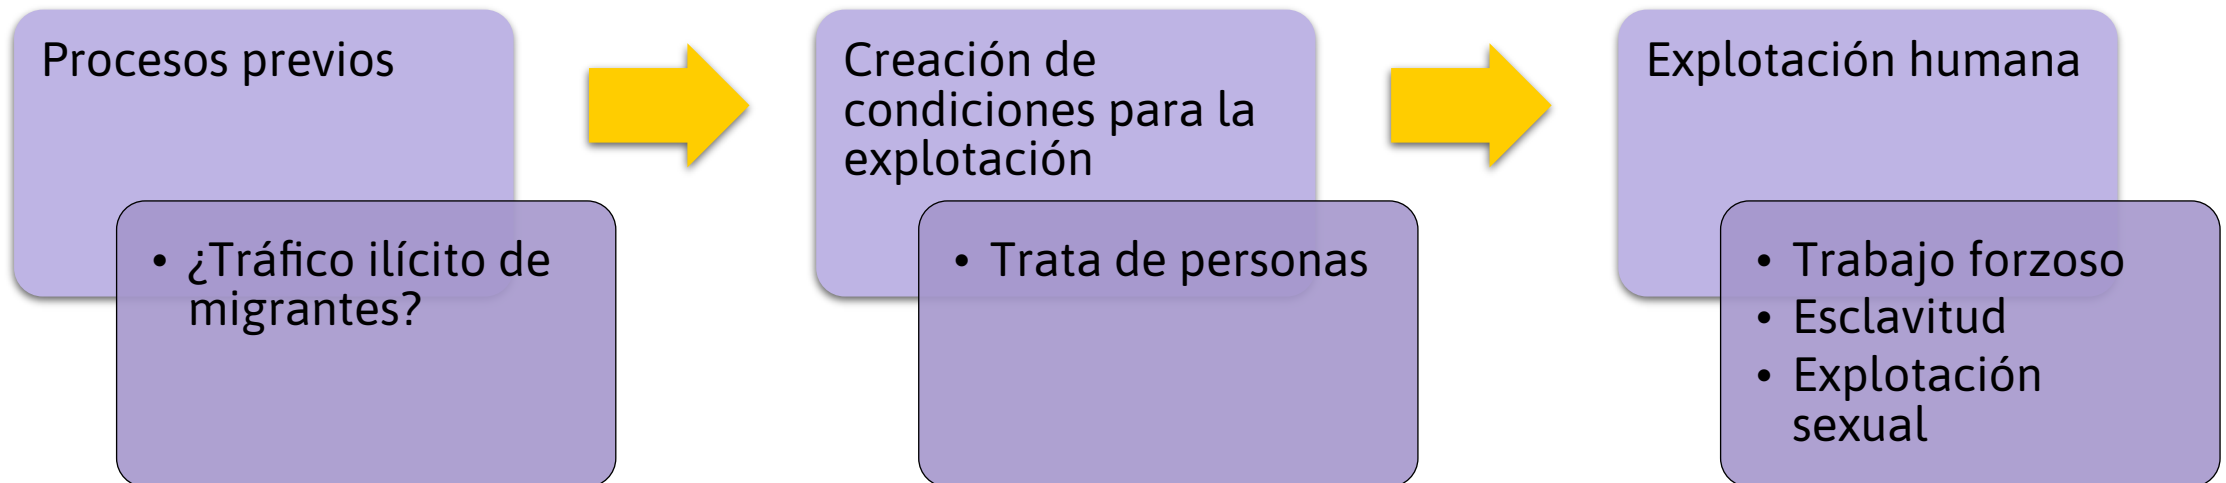 Procesos previos
• ¿Tráfico ilícito de
migrantes?
Creación de
condiciones para la
explotación
• Trata de personas
Explotación humana
• Trabajo forzoso
• Esclavitud
• Explotación
sexual